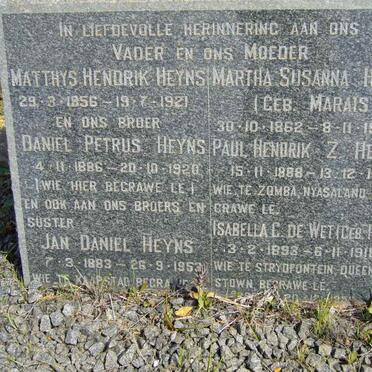 IN LIEFDEVOLLE HERINNERING AAN ONS
VADER EN ONS MOEDER
MATTHYS HENDRIK HEYNS
29·3·1856 - 19·7·1921
EN ONS BROER
DANIEL PETRUS HEYNS
4·11·1886 - 20·10·1920
(WIE HIER BEGRAWE LE)
EN OOK AAN ONS BROERS EN
SUSTER
JAN DANIEL HEYNS
7·3·1883 - 26·9·1953
BEGRAWE
MARTHA SUSANNA
(GEB. MARAIS
30·10·1862 - 8·11·
PAUL HENDRIK Z
15·11·1888 - 13·12·
WIE TE ZOMBA, NYASALAND
GRAWE LE.
ISABELLA C. DE WET (GEB.
3·2·1893 - 6·11·
WIE TE STRYDFONTEIN, QUEEN
STOWN BEGRAWE LE.